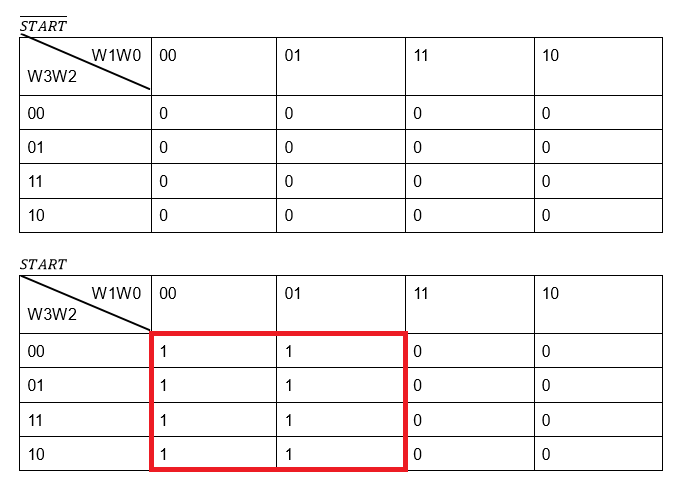 START
W1W0 00 01 11 10
W3W2
00 0 0 0 0
01 0 0 0 0
11 0 0 0 0
10 0 0 0 0
START
W1W0 00 01 11 10
W3W2
00 1 1 0 0
01 1 1 0 0
11 1 1 0 0
10 1 1 0 0